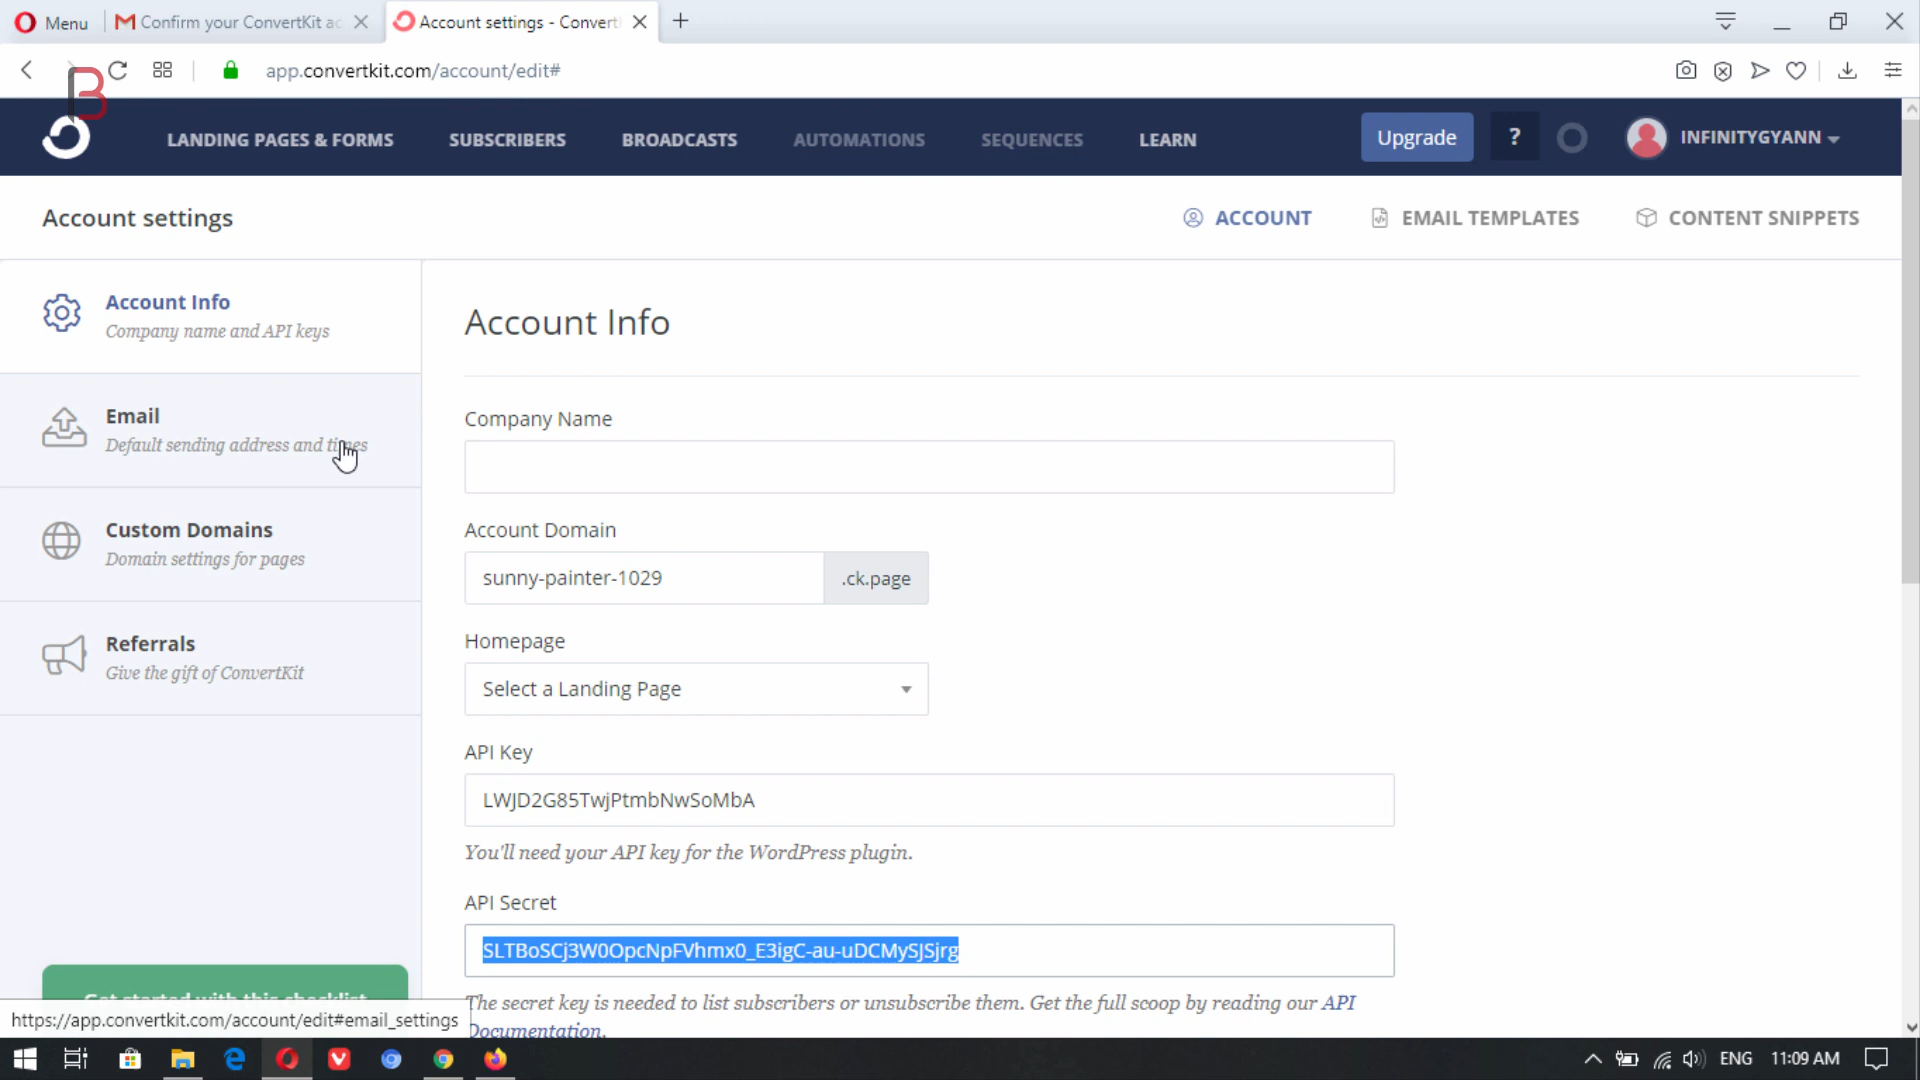 Menu
Confirm your ConvertKit ac
Account settings - Convert
app.convertkit.com/account/edit#
B
LANDING PAGES & FORMS
SUBSCRIBERS
BROADCASTS
AUTOMATIONS
SEQUENCES
LEARN
Upgrade
?
INFINITYGYANN
Account settings
ACCOUNT
EMAIL TEMPLATES
CONTENT SNIPPETS
Account Info
Company name and API keys
Email
Default sending address and times
Custom Domains
Domain settings for pages
Referrals
Give the gift of ConvertKit
Get started with this checklist
Account Info
Company Name
Account Domain
sunny-painter-1029
.ck.page
Homepage
Select a Landing Page
API Key
LWJD2G85TwjPtmbNwSoMbA
You'll need your API key for the WordPress plugin.
API Secret
SLTBoSCj3W0OpcNpFVhmx0_E3igC-au-uDCMySJSjrg
The secret key is needed to list subscribers or unsubscribe them. Get the full scoop by reading our API
Documentation.
https://app.convertkit.com/account/edit#email_settings
ENG
11:09 AM